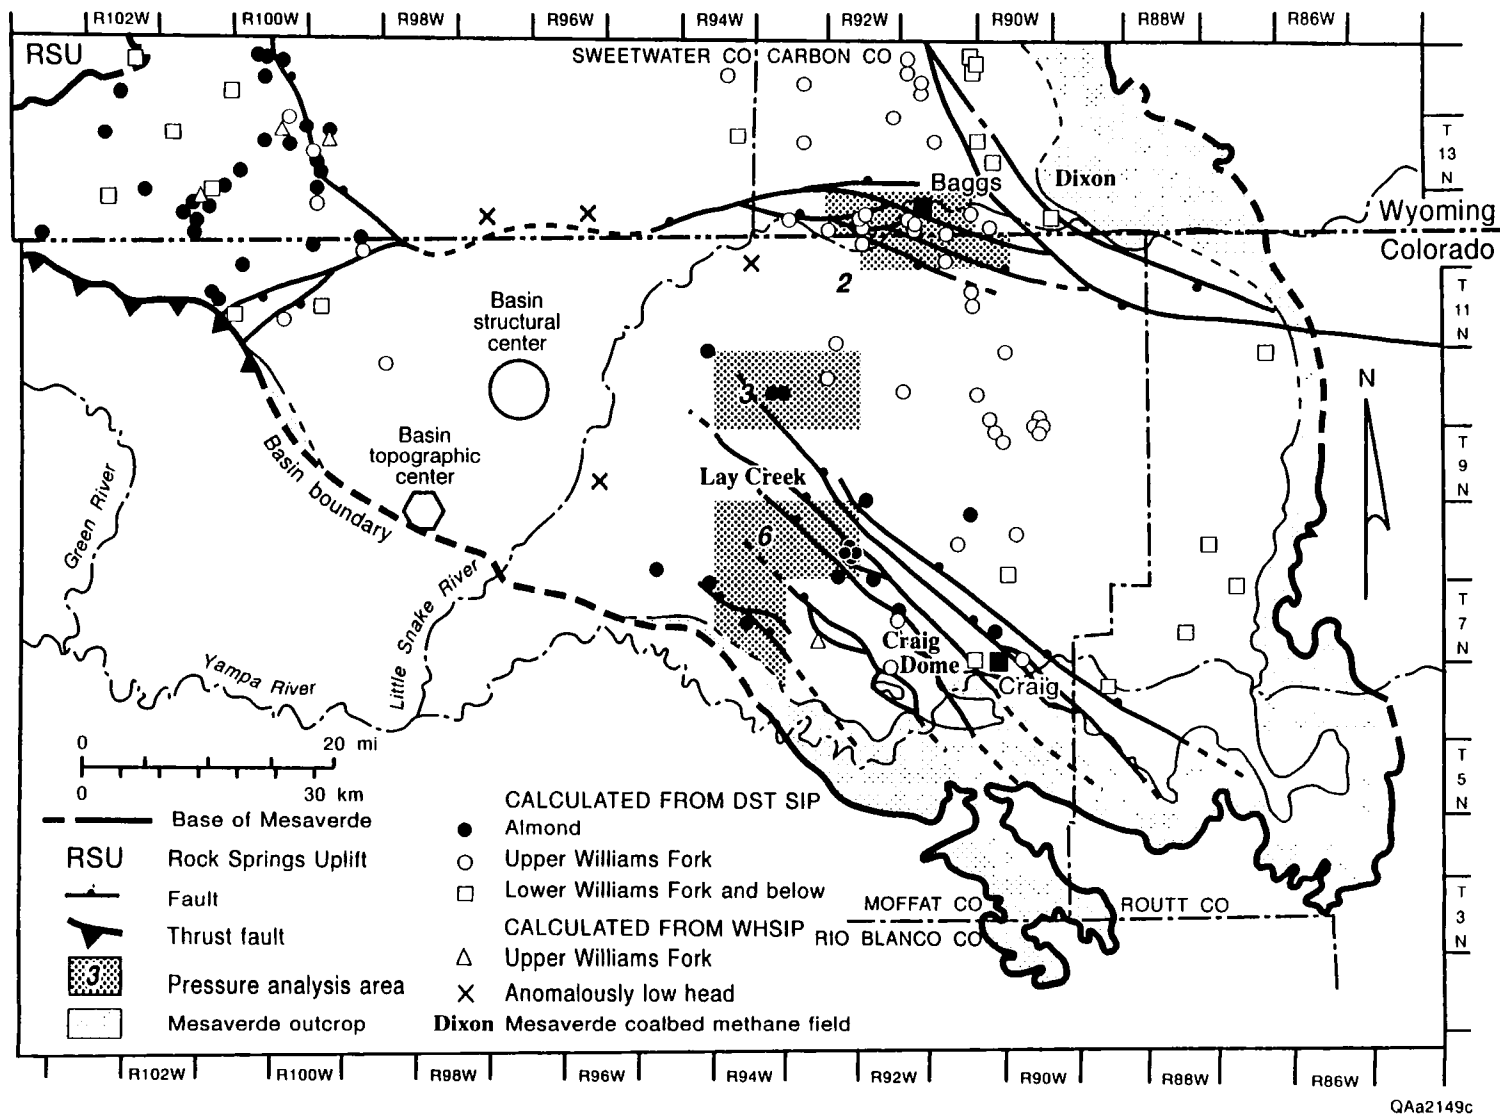 R102W R100W R98W R96W R94W R92W R90W R88W R86W
RSU
SWEETWATER CO
CARBON CO
T
13
N
Baggs
Dixon
Wyoming
Colorado
2
T
11
N
Basin
structural
center
3
N
Basin
topographic
center
Lay Creek
T
9
N
Basin boundary
Green River
6
Little Snake River
T
7
N
Craig
Dome
Craig
Yampa River
0 20 mi
0 30 km
T
5
N
Base of Mesaverde
RSU Rock Springs Uplift
Fault
Thrust fault
3 Pressure analysis area
Mesaverde outcrop
CALCULATED FROM DST SIP
Almond
Upper Williams Fork
Lower Williams Fork and below
CALCULATED FROM WHSIP
Upper Williams Fork
Anomalously low head
Dixon Mesaverde coalbed methane field
MOFFAT CO
ROUTT CO
RIO BLANCO CO
T
3
N
R102W R100W R98W R96W R94W R92W R90W R88W R86W
QAa2149c